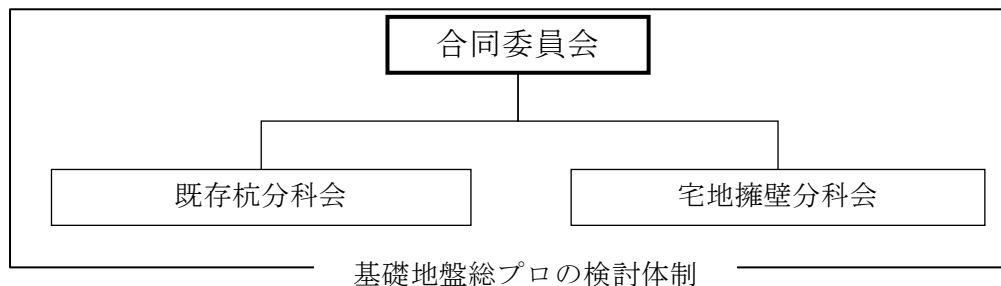 合同委員会
既存杭分科会
宅地擁壁分科会
基礎地盤総プロの検討体制